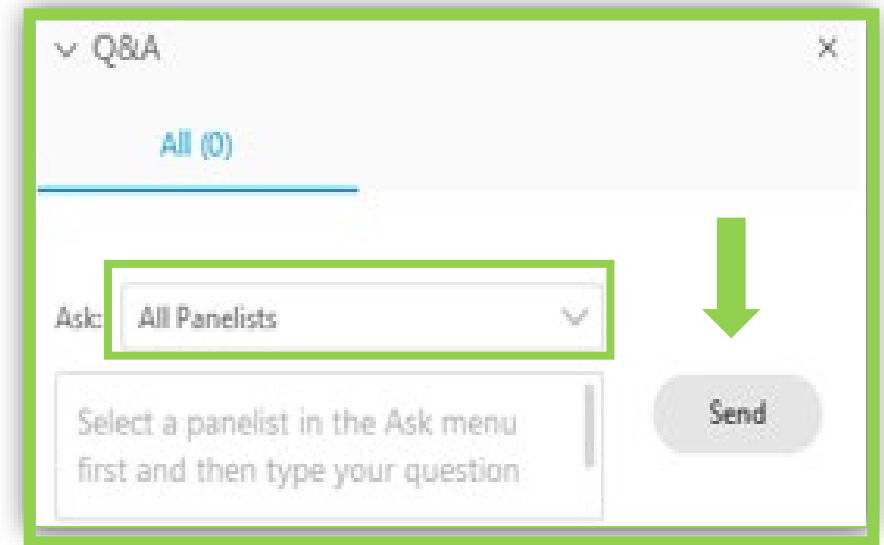 Q&A
All (0)
Ask:
All Panelists
Select a panelist in the Ask menu
first and then type your question
Send